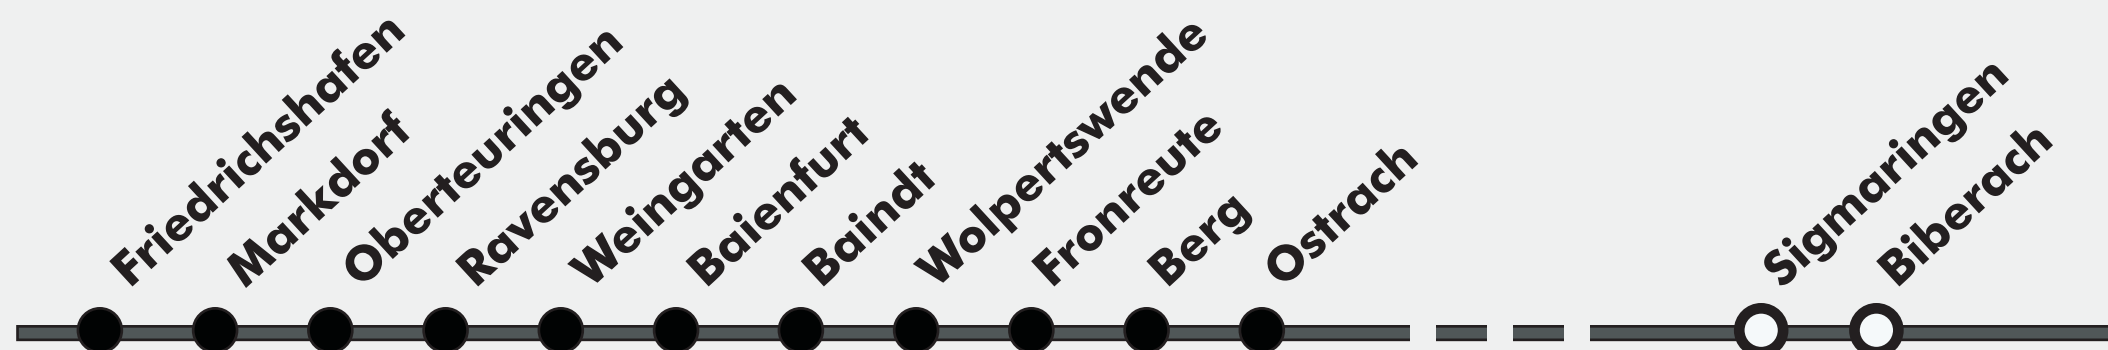 Friedrichshafen
Markdorf
Oberteuringen
Ravensburg
Weingarten
Baienfurt
Baindt
Wolpertswende
Fronreute
Berg
Ostrach
Sigmaringen
Biberach